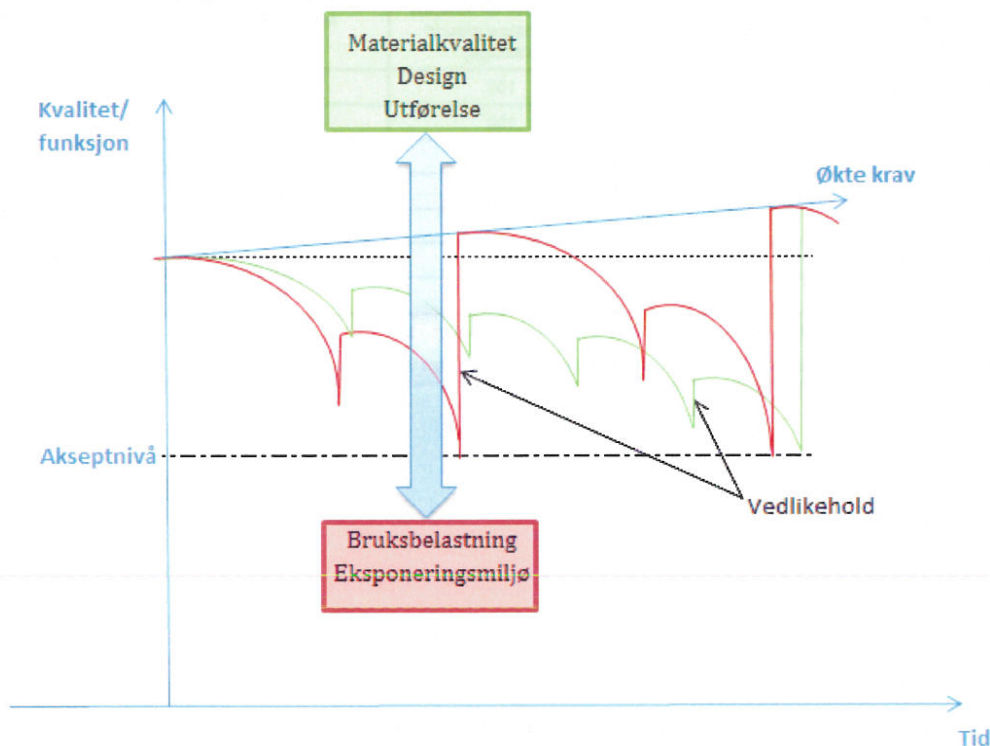 Materialkvalitet
Design
Utførelse
Kvalitet/
funksjon
Økte krav
Akseptnivå
Vedlikehold
Bruksbelastning
Eksponeringsmiljø
Tid